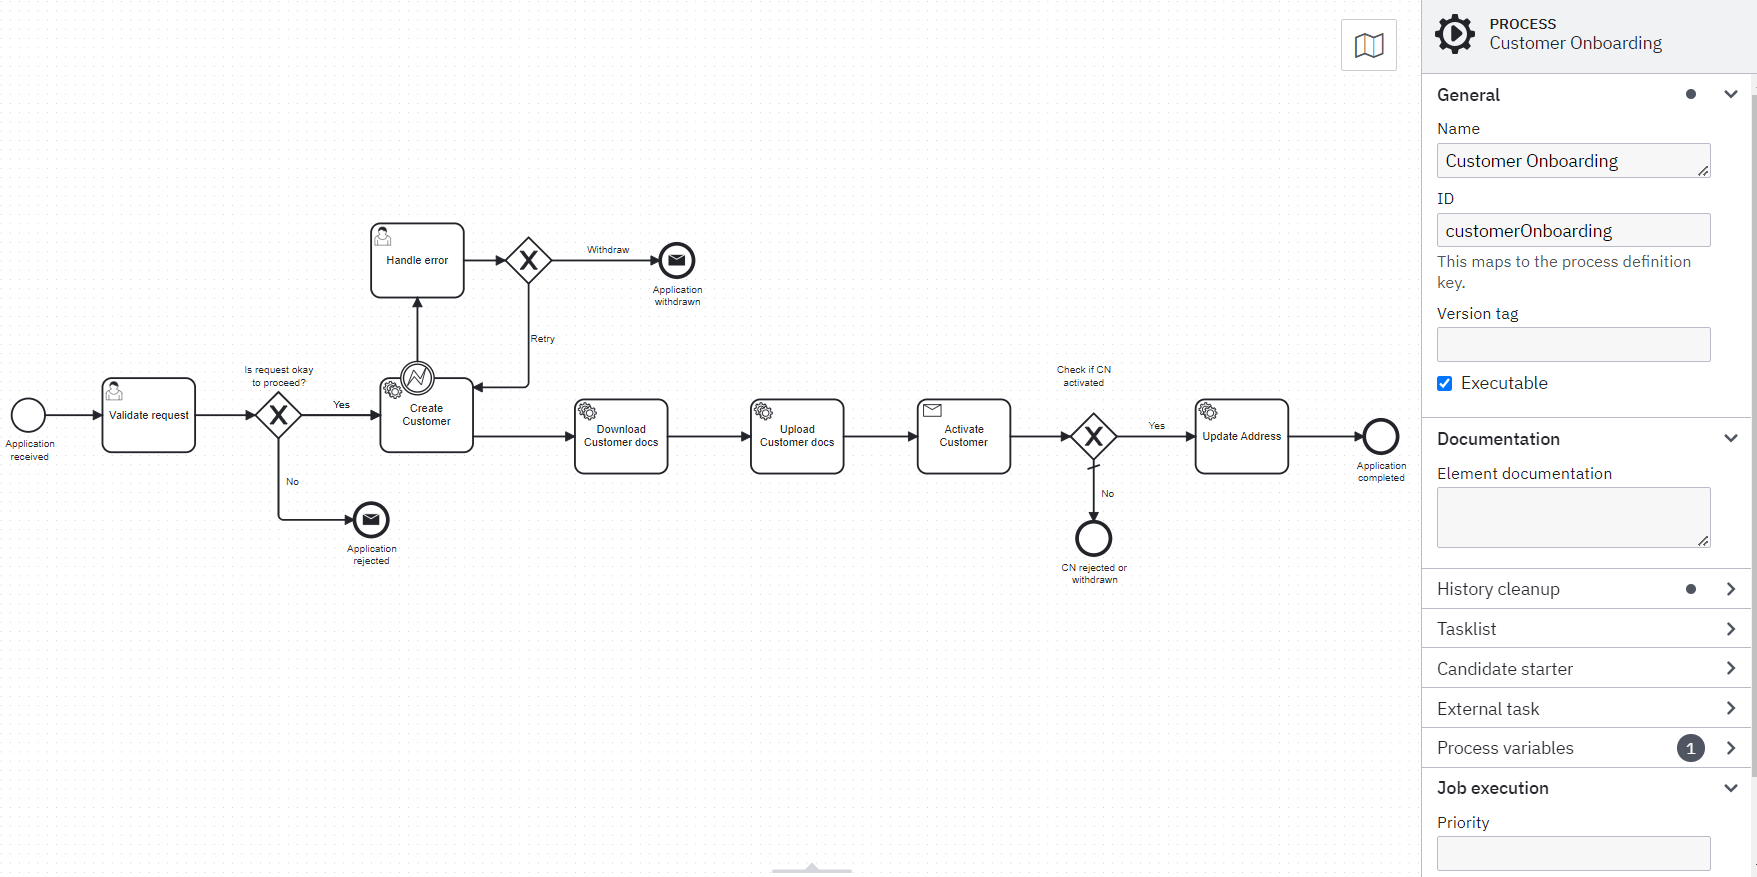 PROCESS
Customer Onboarding
General
Name
Customer Onboarding
ID
customerOnboarding
This maps to the process definition
key.
Version tag
Executable
Documentation
Element documentation
History cleanup
Tasklist
Candidate starter
External task
Process variables
1
Job execution
Priority
Handle error
Withdraw
Application
withdrawn
Retry
Is request okay
to proceed?
Validate request
Yes
Create
Customer
Application
received
No
Application
rejected
Download
Customer docs
Upload
Customer docs
Activate
Customer
Check if CN
activated
Yes
Update Address
Application
completed
No
CN rejected or
withdrawn